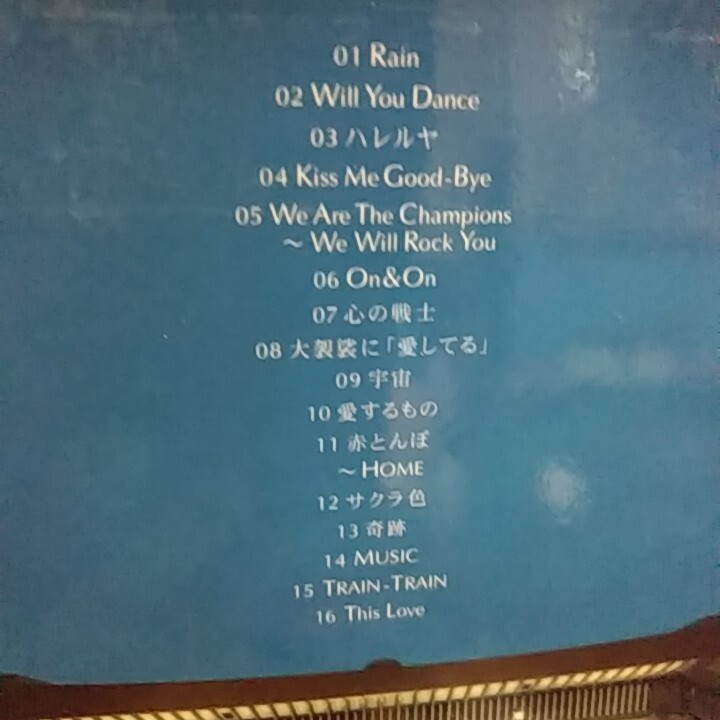 01 Rain
02 Will You Dance
03 ハレルヤ
04 Kiss Me Good-Bye
05 We Are The Champions
～ We Will Rock You
06 On&On
07 心の戦士
08 大袈裟に「愛してる」
09 宇宙
10 愛するもの
11 赤とんぼ
～ HOME
12 サクラ色
13 奇跡
14 MUSIC
15 TRAIN-TRAIN
16 This Love